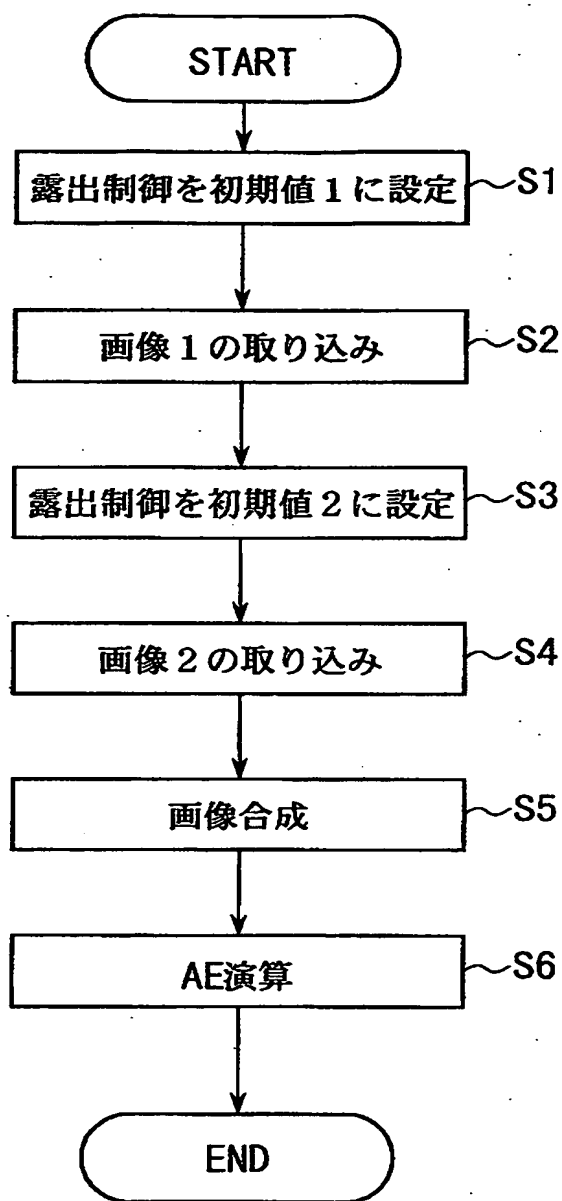 START
露出制御を初期値1に設定 S1
画像1の取り込み S2
露出制御を初期値2に設定 S3
画像2の取り込み S4
画像合成 S5
AE演算 S6
END